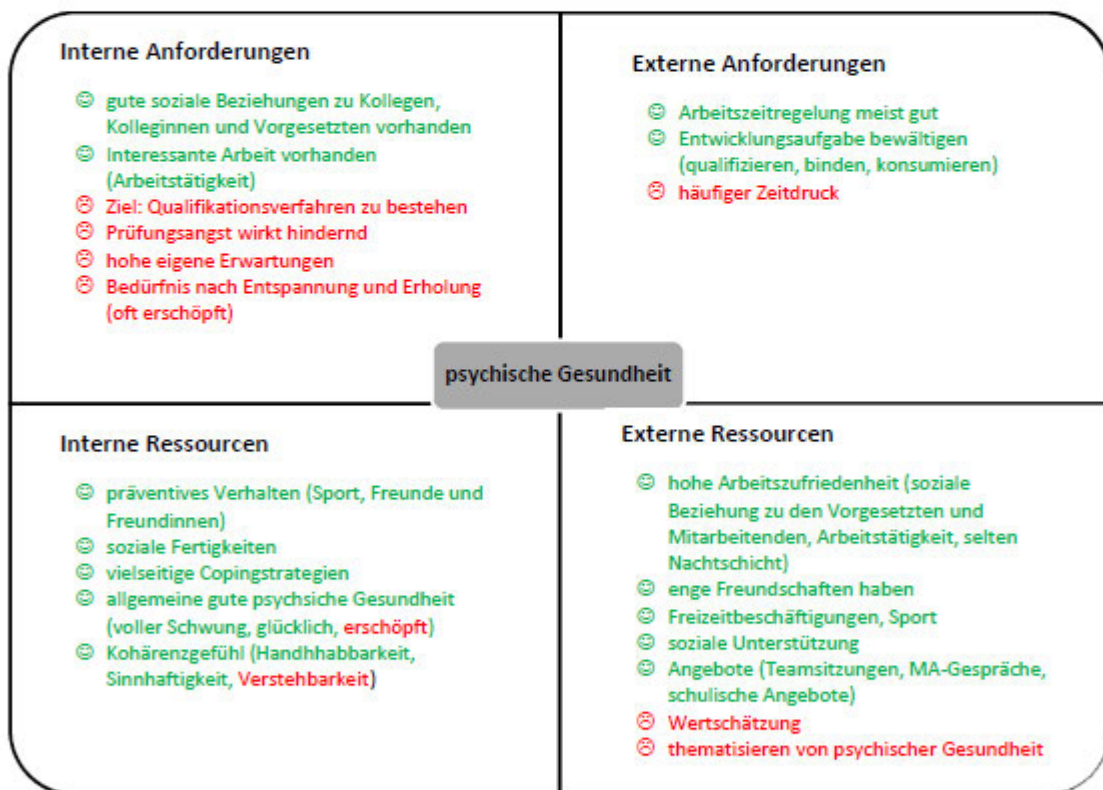 Interne Anforderungen
☺ gute soziale Beziehungen zu Kollegen,
Kolleginnen und Vorgesetzten vorhanden
☺ Interessante Arbeit vorhanden
(Arbeitstätigkeit)
☹ Ziel: Qualifikationsverfahren zu bestehen
☹ Prüfungsangst wirkt hindernd
☹ hohe eigene Erwartungen
☹ Bedürfnis nach Entspannung und Erholung
(oft erschöpft)
Externe Anforderungen
☺ Arbeitszeitregelung meist gut
☺ Entwicklungsaufgabe bewältigen
(qualifizieren, binden, konsumieren)
☹ häufiger Zeitdruck
psychische Gesundheit
Interne Ressourcen
☺ präventives Verhalten (Sport, Freunde und
Freundinnen)
☺ soziale Fertigkeiten
☺ vielseitige Copingstrategien
☺ allgemeine gute psychsiche Gesundheit
(voller Schwung, glücklich, erschöpft)
☺ Kohärenzgefühl (Handhhabbarkeit,
Sinnhaftigkeit, Verstehbarkeit)
Externe Ressourcen
☺ hohe Arbeitszufriedenheit (soziale
Beziehung zu den Vorgesetzten und
Mitarbeitenden, Arbeitstätigkeit, selten
Nachtschicht)
☺ enge Freundschaften haben
☺ Freizeitbeschäftigungen, Sport
☺ soziale Unterstützung
☺ Angebote (Teamsitzungen, MA-Gespräche,
schulische Angebote)
☹ Wertschätzung
☹ thematisieren von psychischer Gesundheit